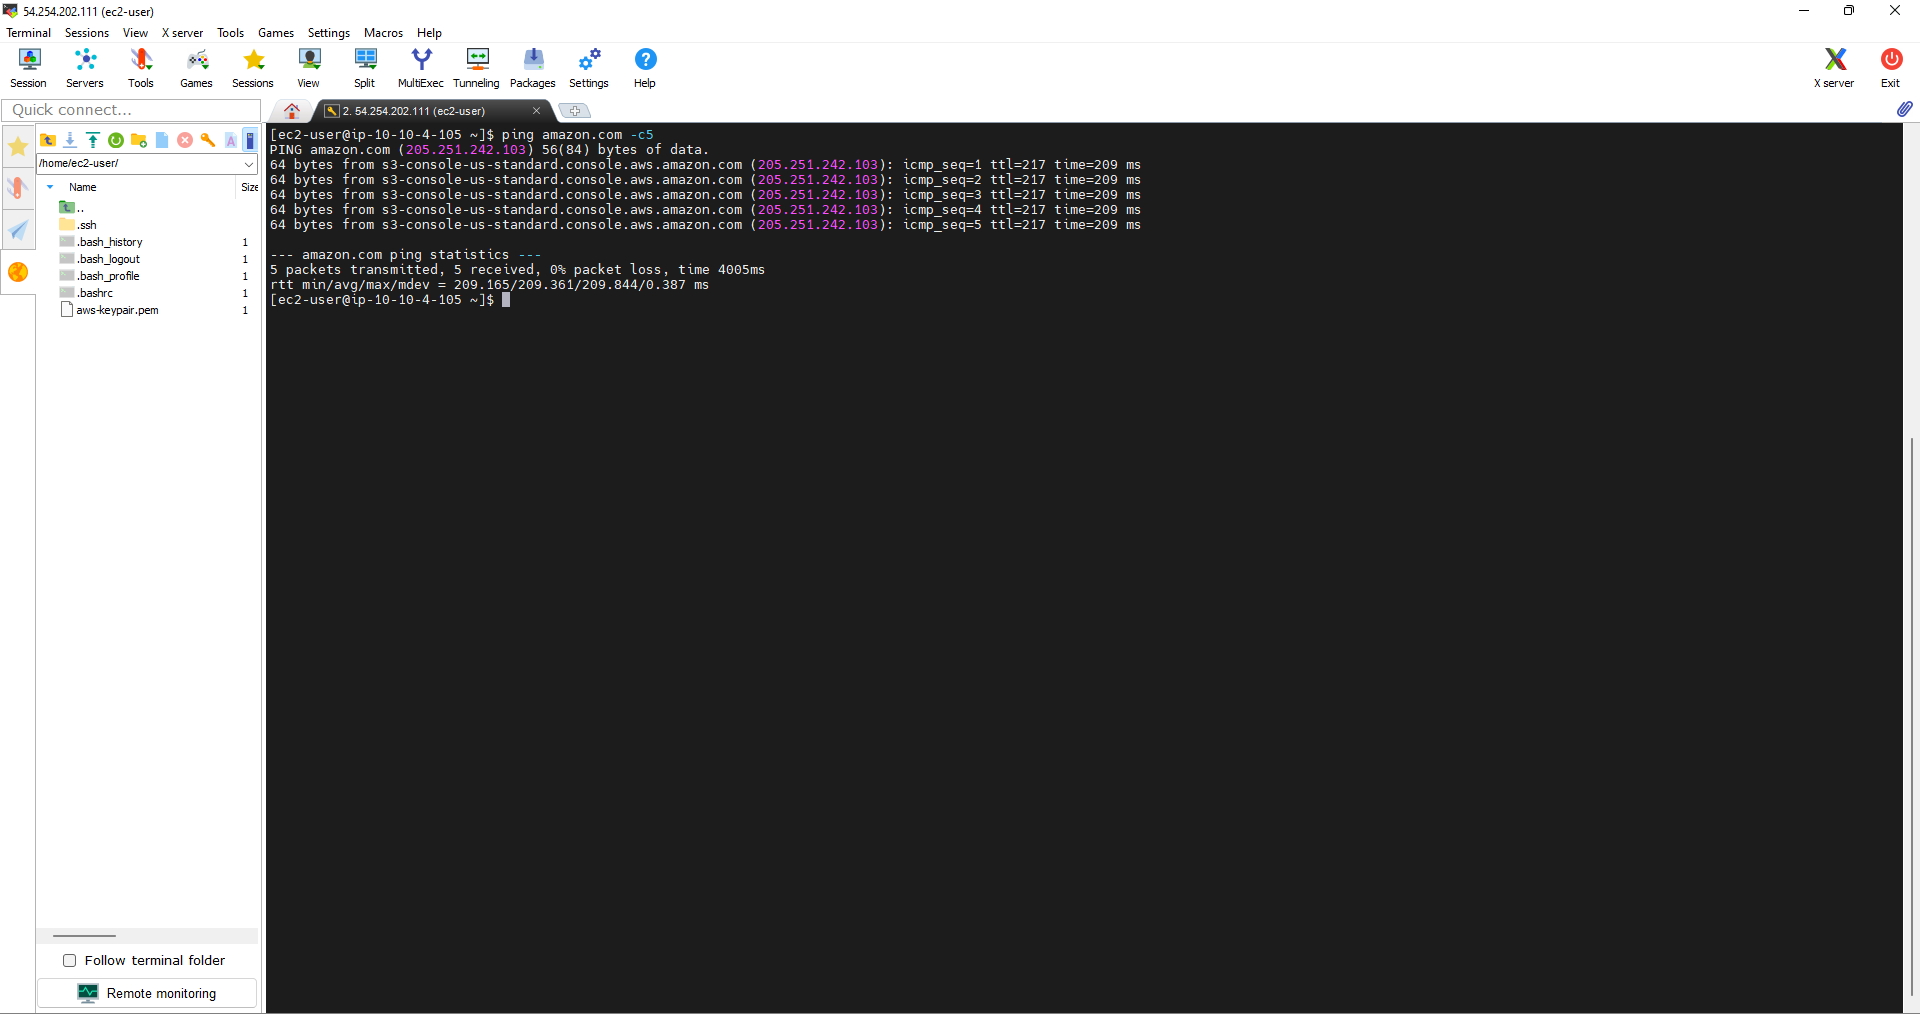 54.254.202.111 (ec2-user)
Terminal Sessions View X server Tools Games Settings Macros Help
Session Servers Tools Games Sessions View Split MultiExec Tunneling Packages Settings Help X server Exit
Quick connect...
2. 54.254.202.111 (ec2-user)
/home/ec2-user/
Name Size
..
.ssh
.bash_history 1
.bash_logout 1
.bash_profile 1
.bashrc 1
aws-keypair.pem 1
Follow terminal folder
Remote monitoring
[ec2-user@ip-10-10-4-105 ~]$ ping amazon.com -c5
PING amazon.com (205.251.242.103) 56(84) bytes of data.
64 bytes from s3-console-us-standard.console.aws.amazon.com (205.251.242.103): icmp_seq=1 ttl=217 time=209 ms
64 bytes from s3-console-us-standard.console.aws.amazon.com (205.251.242.103): icmp_seq=2 ttl=217 time=209 ms
64 bytes from s3-console-us-standard.console.aws.amazon.com (205.251.242.103): icmp_seq=3 ttl=217 time=209 ms
64 bytes from s3-console-us-standard.console.aws.amazon.com (205.251.242.103): icmp_seq=4 ttl=217 time=209 ms
64 bytes from s3-console-us-standard.console.aws.amazon.com (205.251.242.103): icmp_seq=5 ttl=217 time=209 ms
--- amazon.com ping statistics ---
5 packets transmitted, 5 received, 0% packet loss, time 4005ms
rtt min/avg/max/mdev = 209.165/209.361/209.844/0.387 ms
[ec2-user@ip-10-10-4-105 ~]$